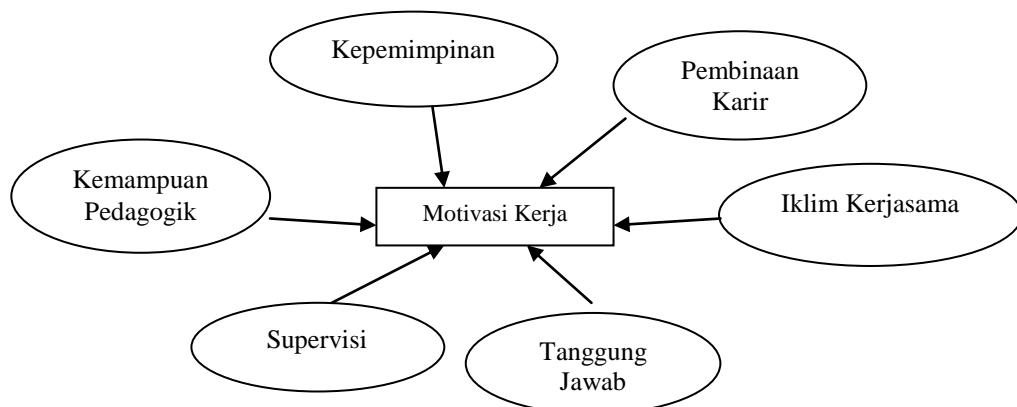 Kepemimpinan
Pembinaan
Karir
Kemampuan
Pedagogik
Motivasi Kerja
Iklim Kerjasama
Supervisi
Tanggung
Jawab